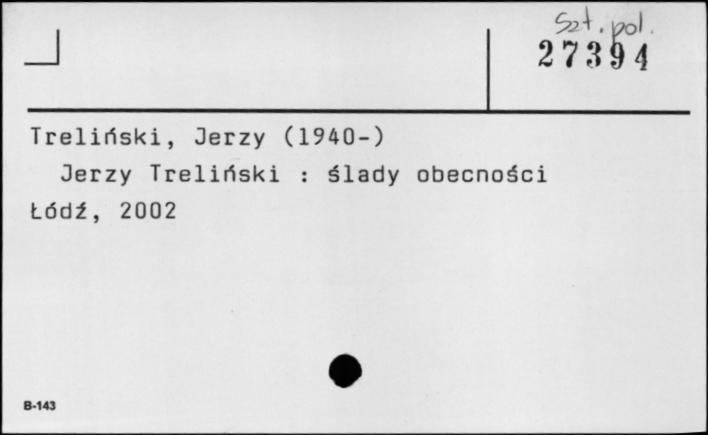 Szt. pol.
27394
Treliński, Jerzy (1940-)
Jerzy Treliński : ślady obecności
Łódź, 2002
B-143